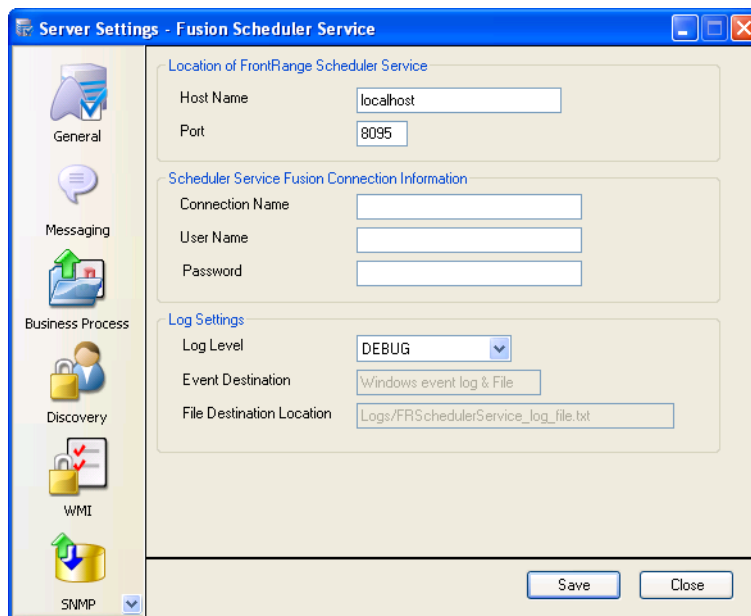 Server Settings - Fusion Scheduler Service
General
Messaging
Business Process
Discovery
WMI
SNMP
Location of FrontRange Scheduler Service
Host Name localhost
Port 8095
Scheduler Service Fusion Connection Information
Connection Name
User Name
Password
Log Settings
Log Level DEBUG
Event Destination Windows event log & File
File Destination Location Logs/FRSchedulerService_log_file.txt
Save Close